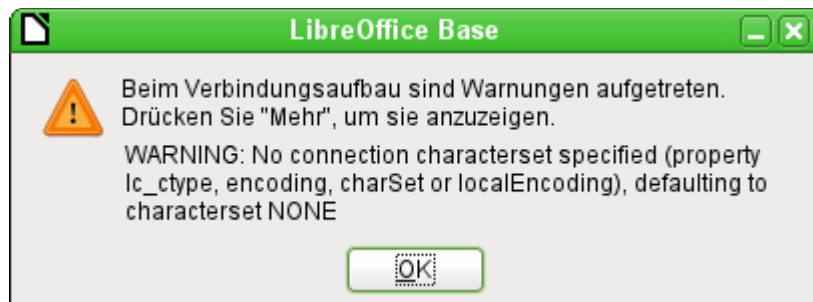 LibreOffice Base
Beim Verbindungsaufbau sind Warnungen aufgetreten.
Drücken Sie "Mehr", um sie anzuzeigen.
WARNING: No connection characterset specified (property
lc_ctype, encoding, charSet or localEncoding), defaulting to
characterset NONE
OK